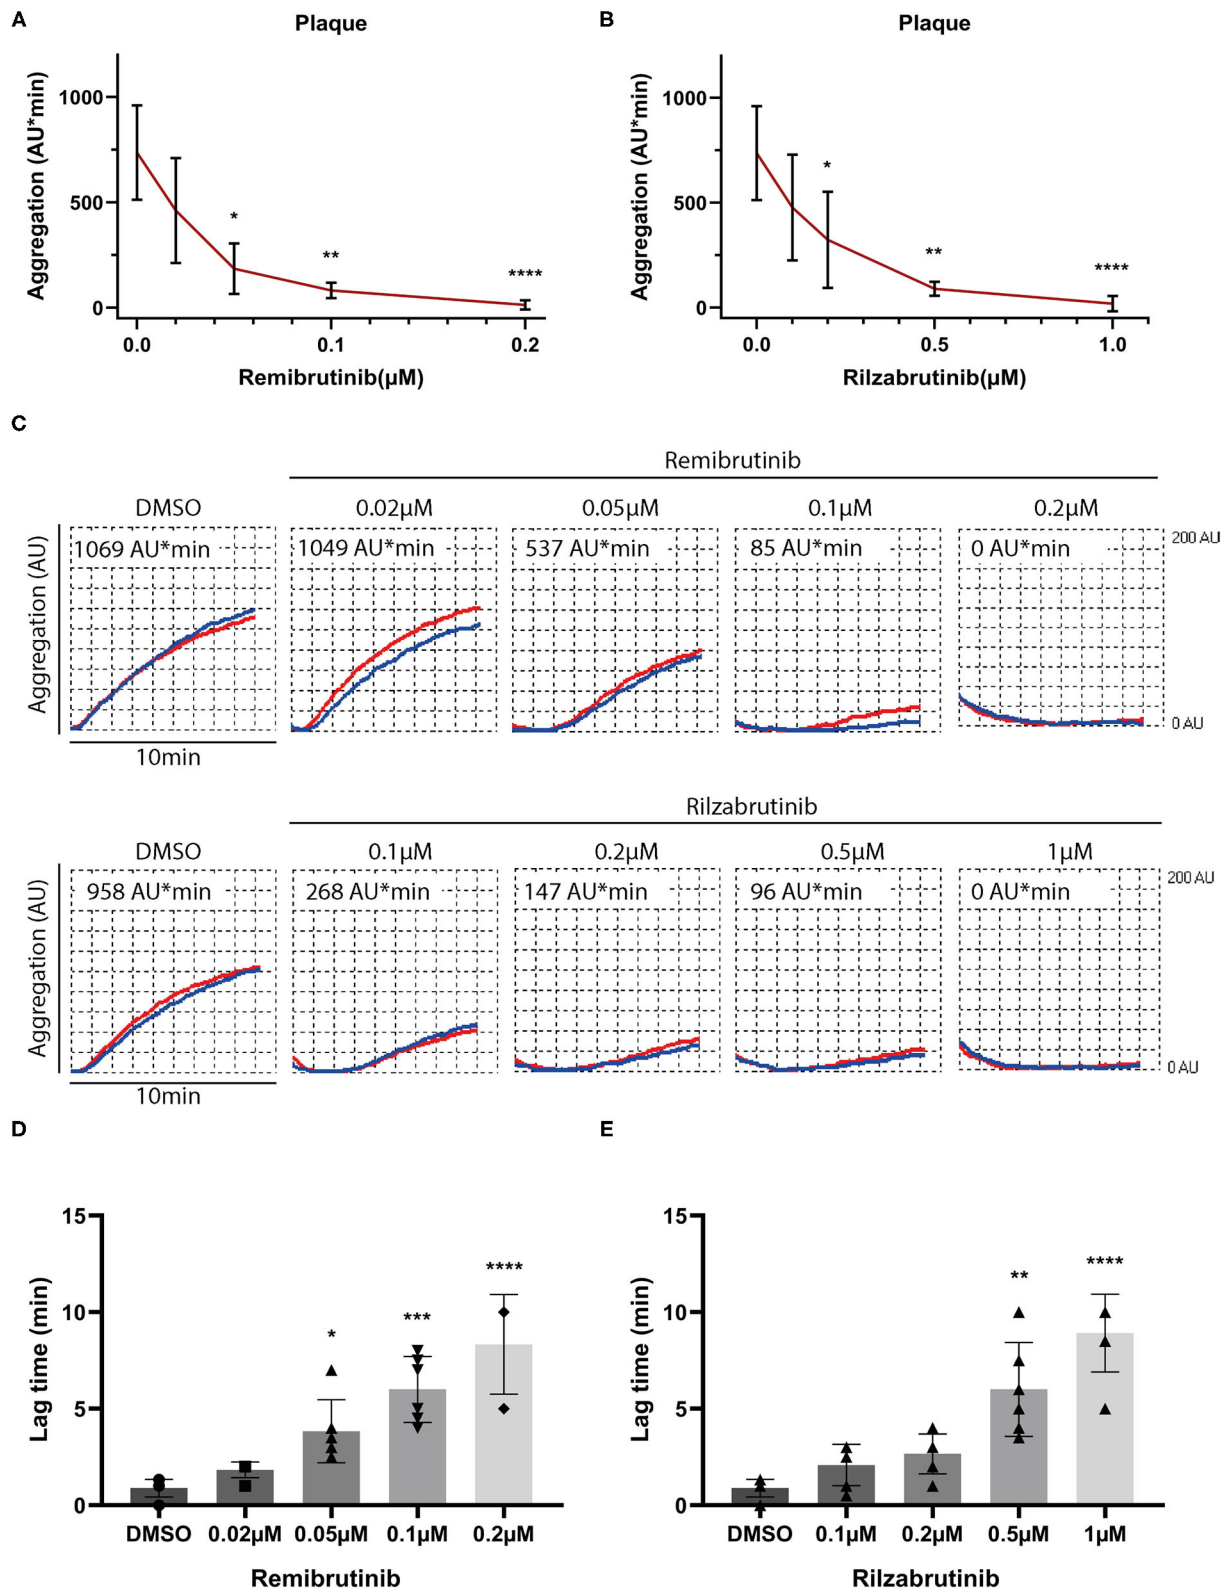 A
Plaque
Aggregation (AU*min)
1000
500
0
*
**
****
0.0
0.1
0.2
Remibrutinib(µM)
B
Plaque
Aggregation (AU*min)
1000
500
0
*
**
****
0.0
0.5
1.0
Rilzabrutinib(µM)
C
Remibrutinib
DMSO
0.02µM
0.05µM
0.1µM
0.2µM
Aggregation (AU)
1069 AU*min
1049 AU*min
537 AU*min
85 AU*min
0 AU*min
200 AU
0 AU
10min
Rilzabrutinib
DMSO
0.1µM
0.2µM
0.5µM
1µM
Aggregation (AU)
958 AU*min
268 AU*min
147 AU*min
96 AU*min
0 AU*min
200 AU
0 AU
10min
D
Lag time (min)
15
10
5
0
*
***
****
DMSO
0.02µM
0.05µM
0.1µM
0.2µM
Remibrutinib
E
Lag time (min)
15
10
5
0
**
****
DMSO
0.1µM
0.2µM
0.5µM
1µM
Rilzabrutinib